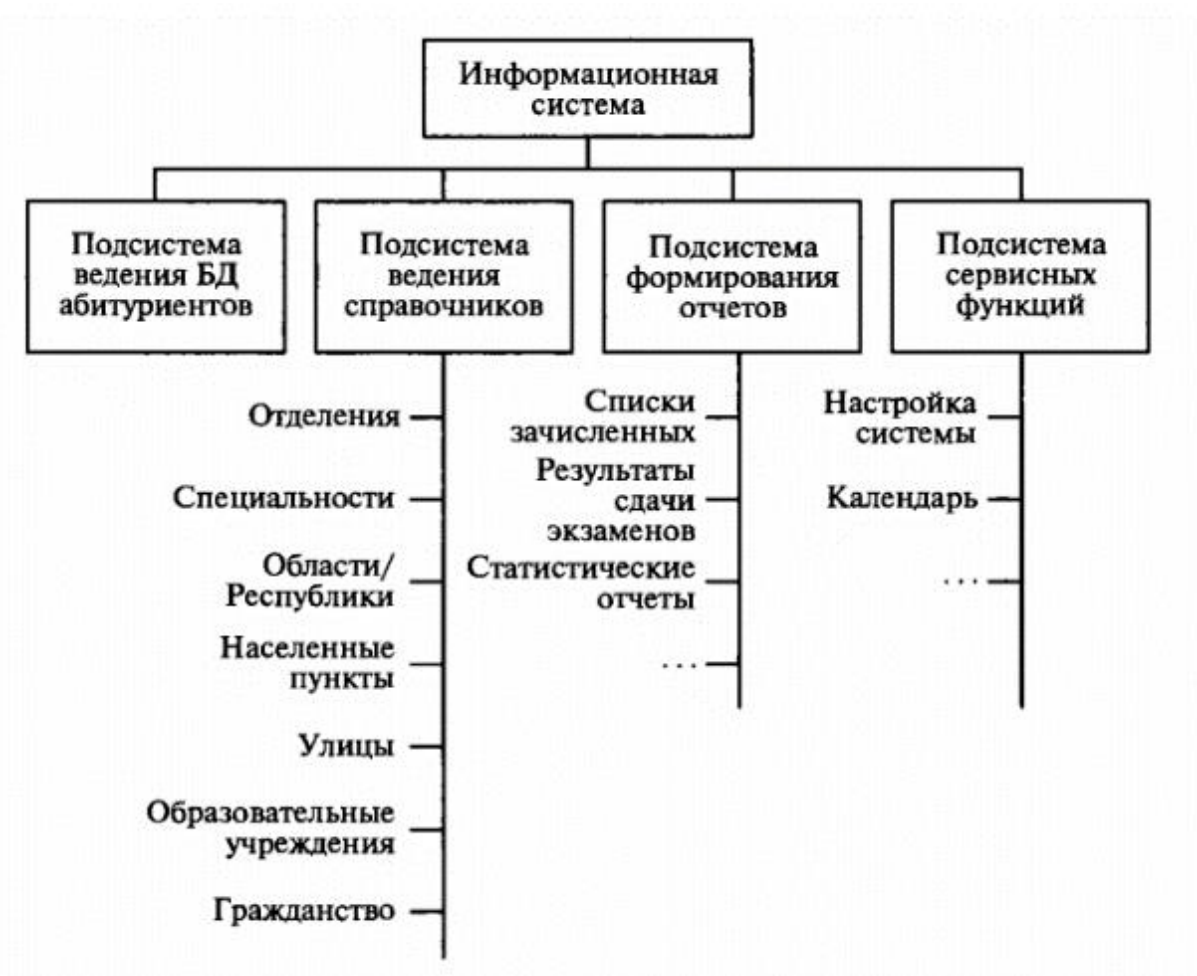 Информационная
система
Подсистема
ведения БД
абитуриентов
Подсистема
ведения
справочников
Подсистема
формирования
отчетов
Подсистема
сервисных
функций
Отделения
Специальности
Области/
Республики
Населенные
пункты
Улицы
Образовательные
учреждения
Гражданство
Списки
зачисленных
Результаты
сдачи
экзаменов
Статистические
отчеты
...
Настройка
системы
Календарь
...